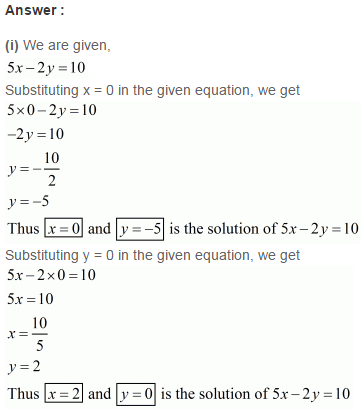 Answer :
(i) We are given,
5x−2y=10
Substituting x = 0 in the given equation, we get
5×0−2y=10
−2y=10
y=−10/2
y=−5
Thus x=0 and y=−5 is the solution of 5x−2y=10
Substituting y = 0 in the given equation, we get
5x−2×0=10
5x=10
x=10/5
y=2
Thus x=2 and y=0 is the solution of 5x−2y=10